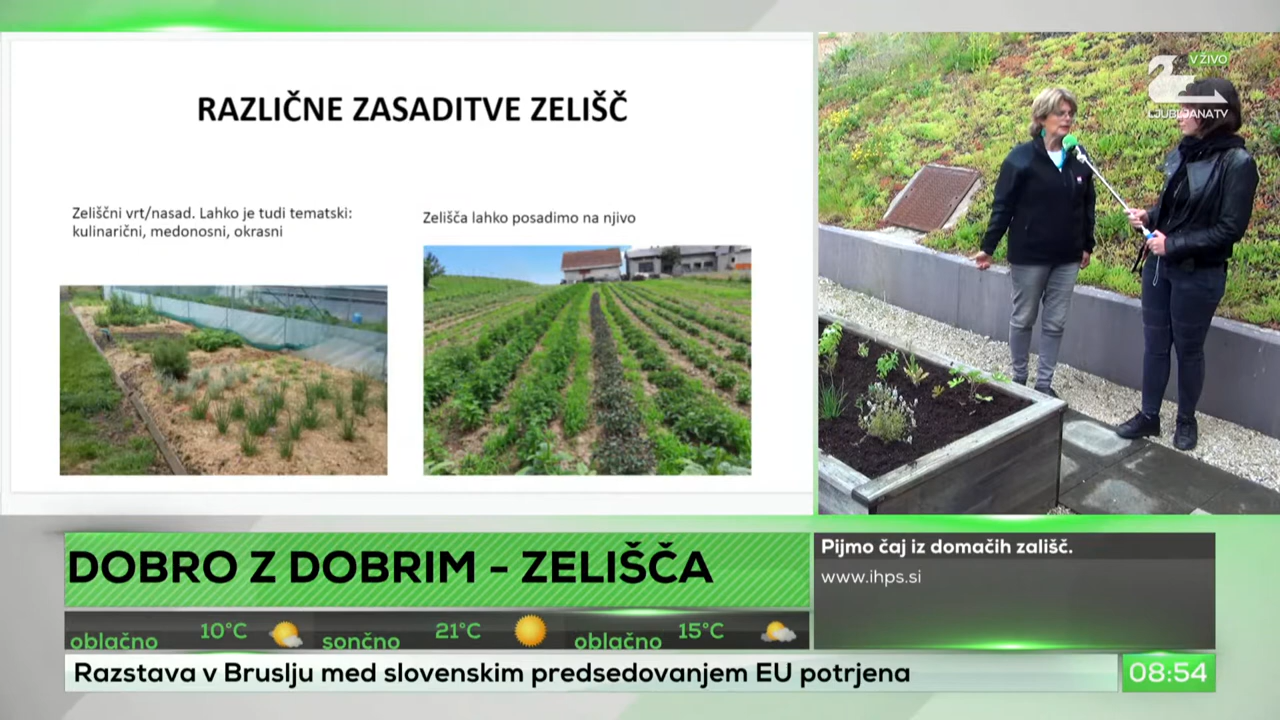 RAZLIČNE ZASADITVE ZELIŠČ
Zeliščni vrt/nasad. Lahko je tudi tematski:
kulinarični, medonosni, okrasni
Zelišča lahko posadimo na njivo
V ŽIVO
LJUBLJANATV
DOBRO Z DOBRIM - ZELIŠČA
Pijmo čaj iz domačih zališč.
www.ihps.si
oblačno 10°C sončno 21°C oblačno 15°C
Razstava v Bruslju med slovenskim predsedovanjem EU potrjena
08:54